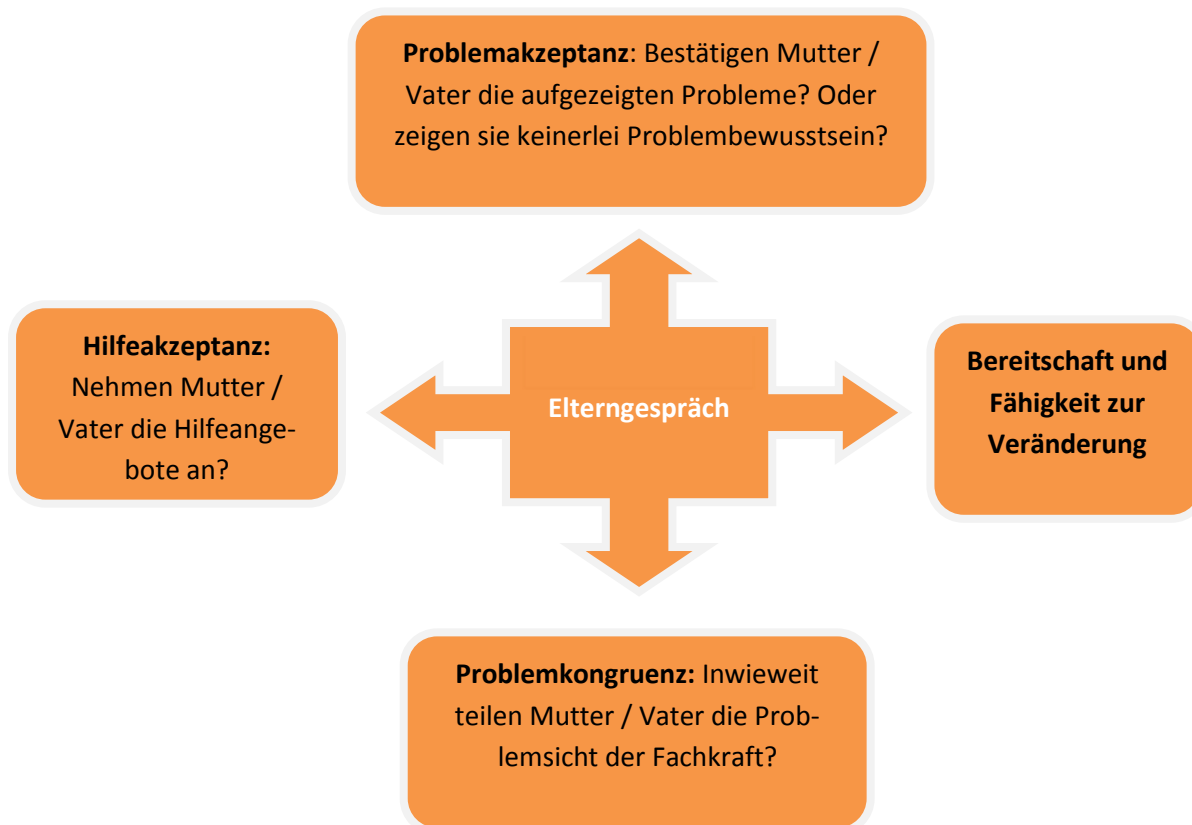 Problemakzeptanz: Bestätigen Mutter /
Vater die aufgezeigten Probleme? Oder
zeigen sie keinerlei Problembewusstsein?
Hilfeakzeptanz:
Nehmen Mutter /
Vater die Hilfeange-
bote an?
Elterngespräch
Bereitschaft und
Fähigkeit zur
Veränderung
Problemkongruenz: Inwieweit
teilen Mutter / Vater die Prob-
lemsicht der Fachkraft?